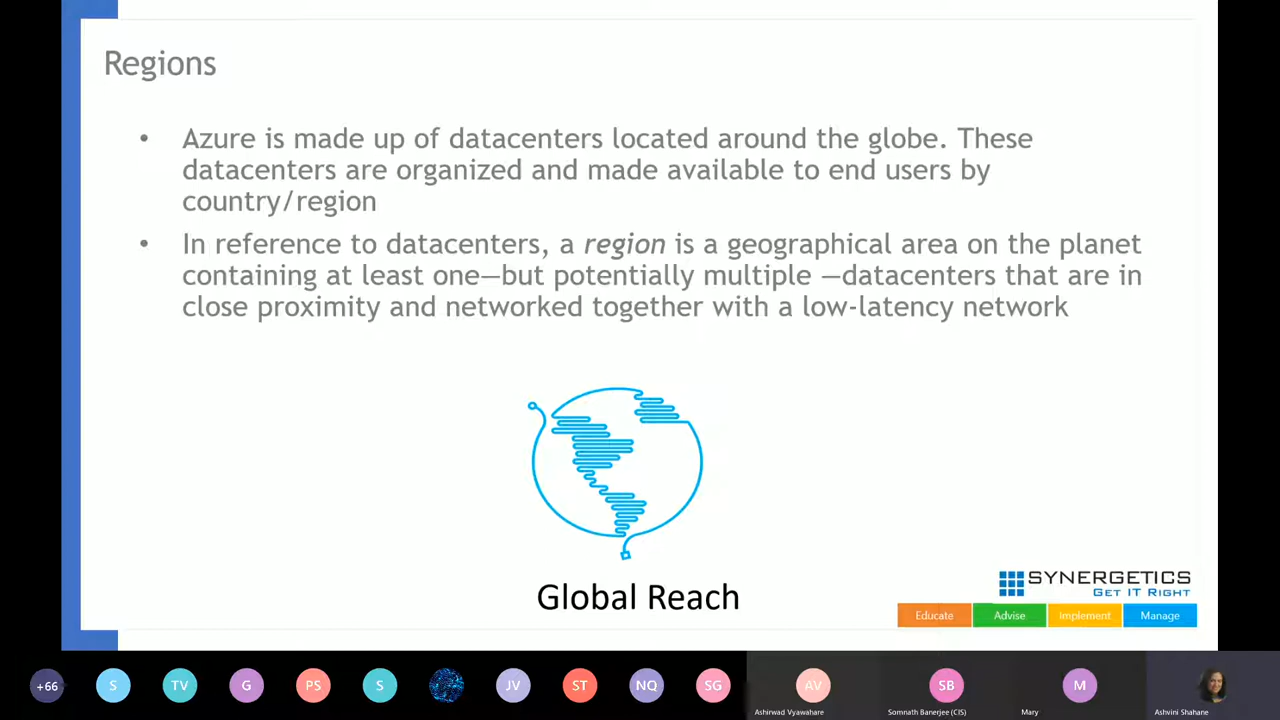 Regions
• Azure is made up of datacenters located around the globe. These
datacenters are organized and made available to end users by
country/region
• In reference to datacenters, a region is a geographical area on the planet
containing at least one—but potentially multiple —datacenters that are in
close proximity and networked together with a low-latency network
Global Reach
SYNERGETICS
GET IT RIGHT
Educate Advise Implement Manage
+66 S TV G PS S JV ST NQ SG AV SB M
Ashirwad Vyawahare Somnath Banerjee (CIS) Mary Ashvini Shahane